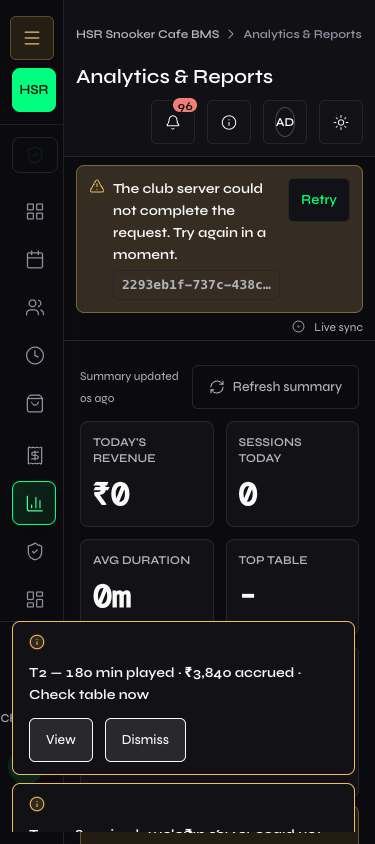 HSR Snooker Cafe BMS > Analytics & Reports
HSR
Analytics & Reports
96
AD
The club server could
not complete the
request. Try again in a
moment.
Retry
2293eb1f-737c-438c…
Live sync
Summary updated
0s ago
Refresh summary
TODAY'S
REVENUE
SESSIONS
TODAY
₹0
0
AVG DURATION
TOP TABLE
0m
-
T2 — 180 min played · ₹3,840 accrued ·
Check table now
View
Dismiss